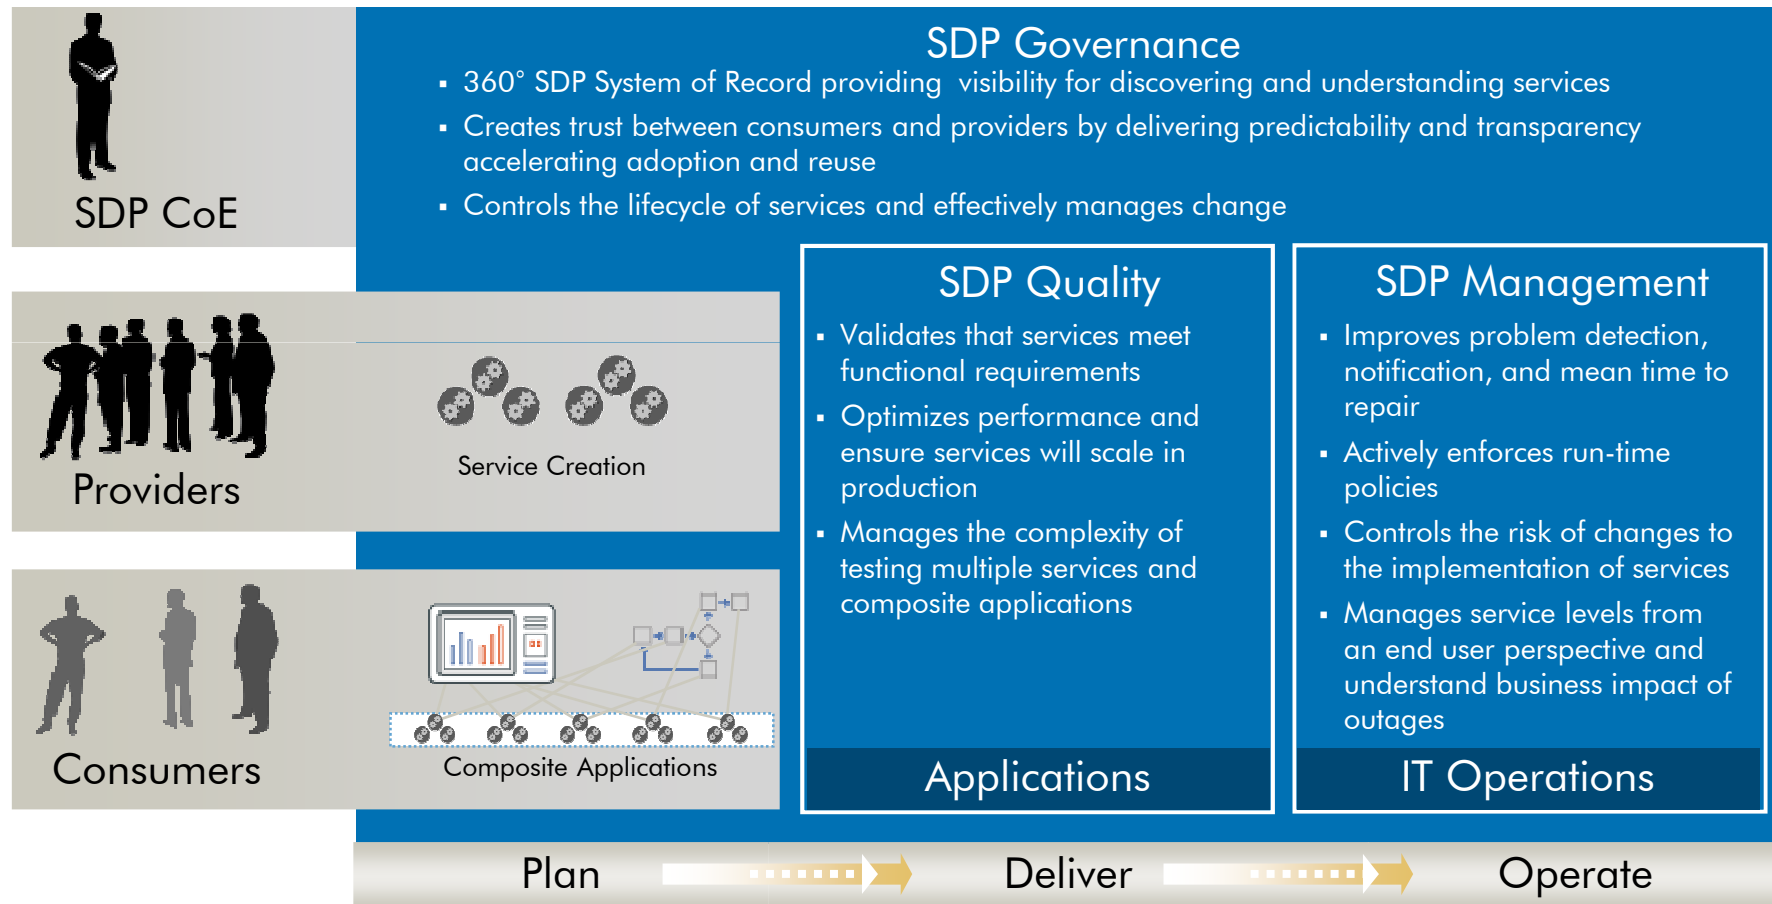 SDP Governance
▪ 360° SDP System of Record providing visibility for discovering and understanding services
▪ Creates trust between consumers and providers by delivering predictability and transparency
accelerating adoption and reuse
▪ Controls the lifecycle of services and effectively manages change
SDP CoE
Providers
Service Creation
Consumers
Composite Applications
SDP Quality
▪ Validates that services meet
functional requirements
▪ Optimizes performance and
ensure services will scale in
production
▪ Manages the complexity of
testing multiple services and
composite applications
Applications
SDP Management
▪ Improves problem detection,
notification, and mean time to
repair
▪ Actively enforces run-time
policies
▪ Controls the risk of changes to
the implementation of services
▪ Manages service levels from
an end user perspective and
understand business impact of
outages
IT Operations
Plan
Deliver
Operate